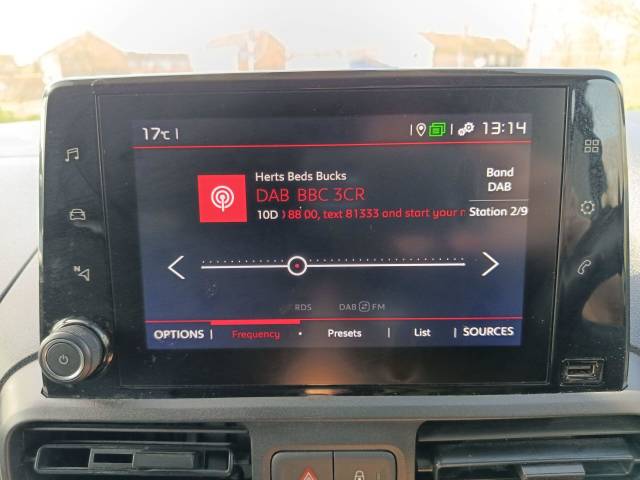 17°C
13:14
Herts Beds Bucks
DAB BBC 3CR
10D 88 00, text 81333 and start your
Band
DAB
Station 2/9
RDS
DAB FM
OPTIONS
Frequency
Presets
List
SOURCES
N